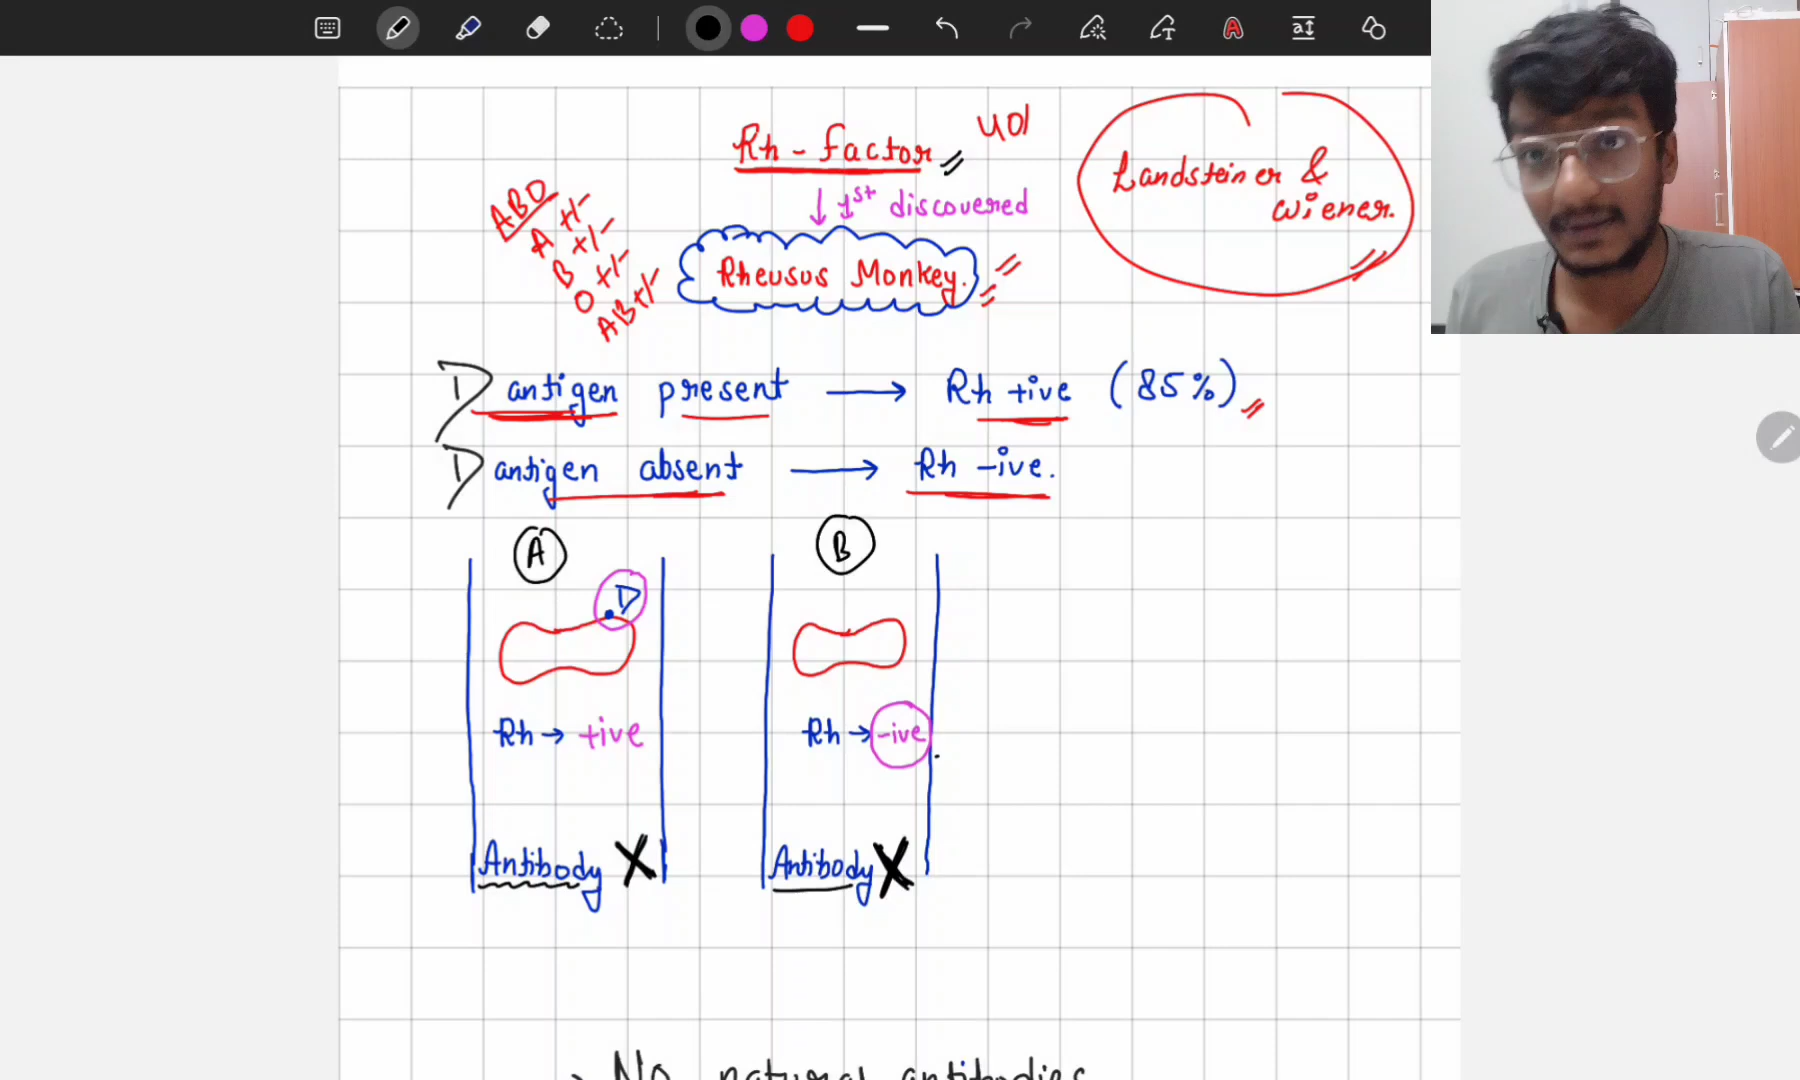 Rh - factor
40/
↓ 1st discovered
Rheusus Monkey.
Landsteiner &
wiener.
ABO
A +/-
B +/-
O +/-
AB +/-
D antigen present → Rh +ive (85%)
D antigen absent → Rh -ive.
A
D
Rh → +ive
Antibody X
B
Rh → -ive
Antibody X
No natural antibodies